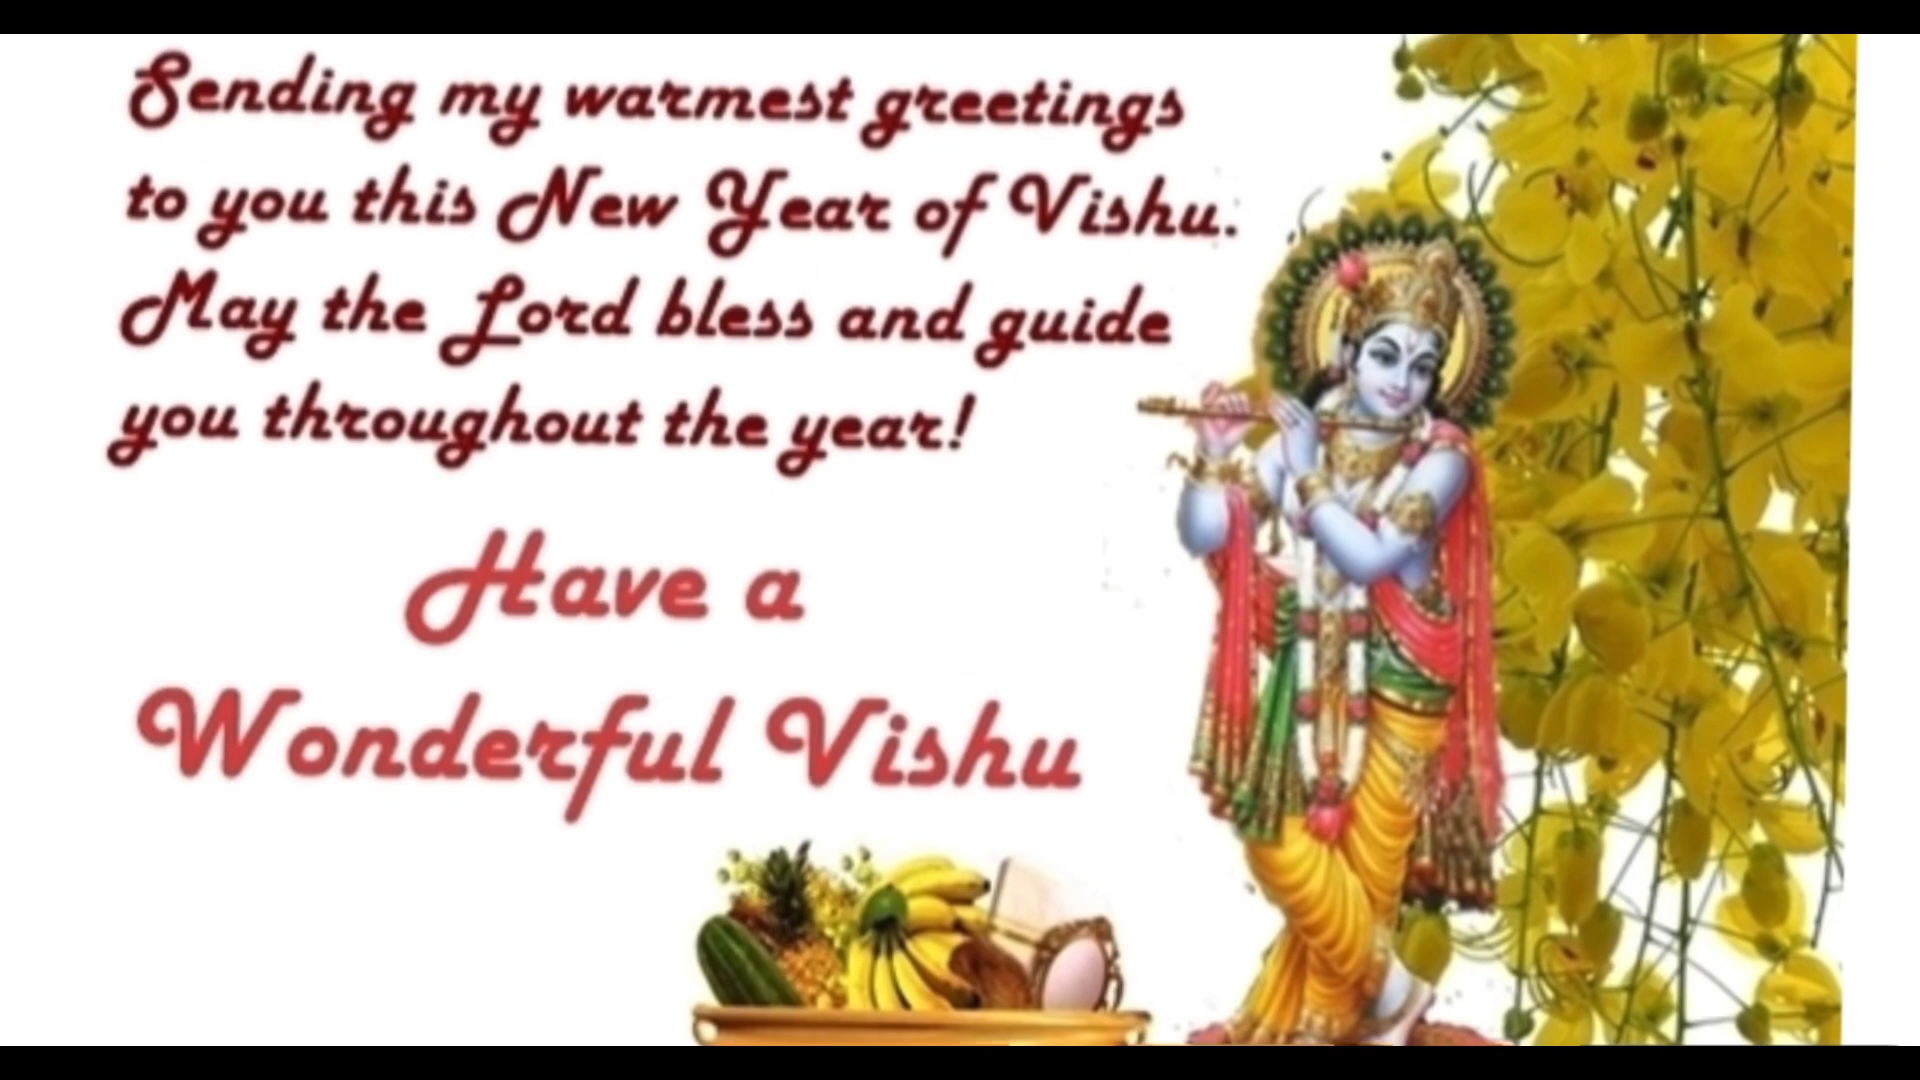 Sending my warmest greetings
to you this New Year of Vishu.
May the Lord bless and guide
you throughout the year!
Have a
Wonderful Vishu